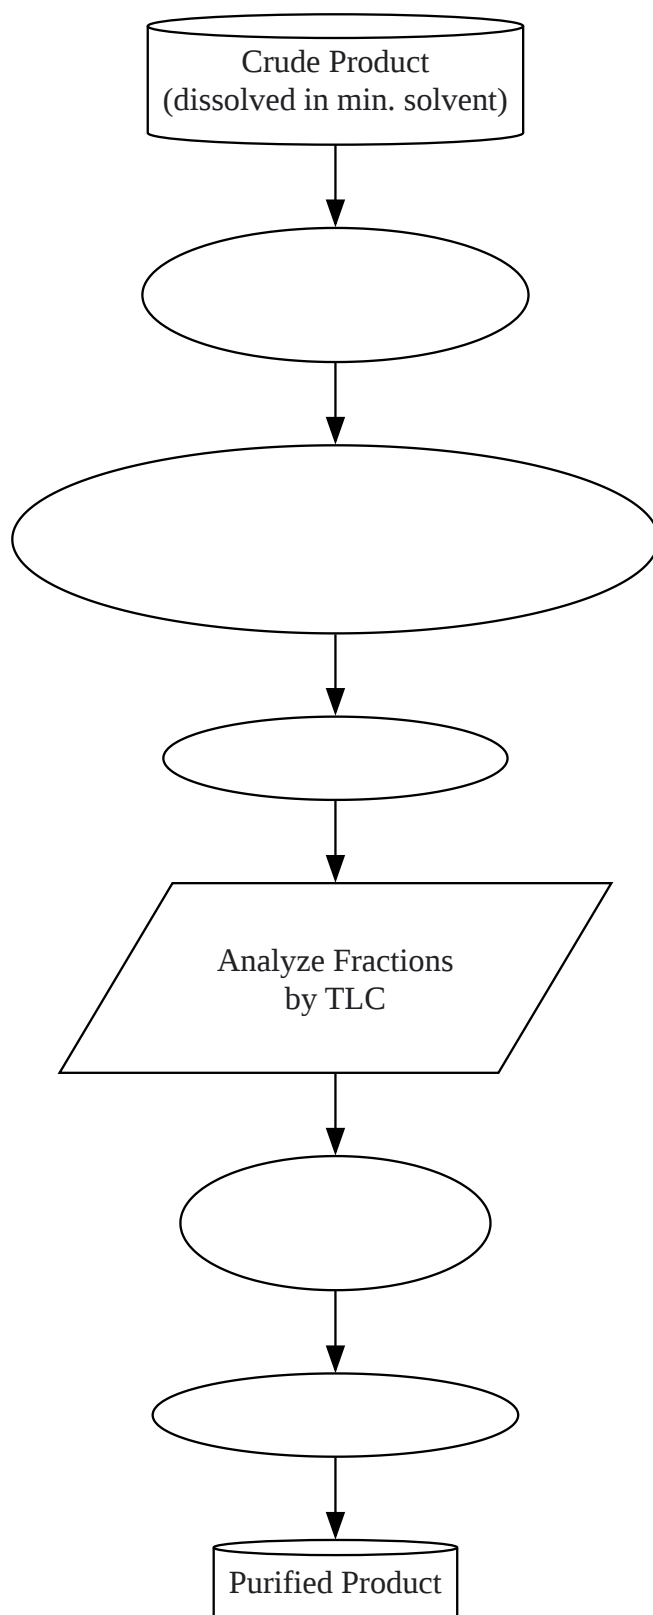 Crude Product
(dissolved in min. solvent)
Analyze Fractions
by TLC
Purified Product